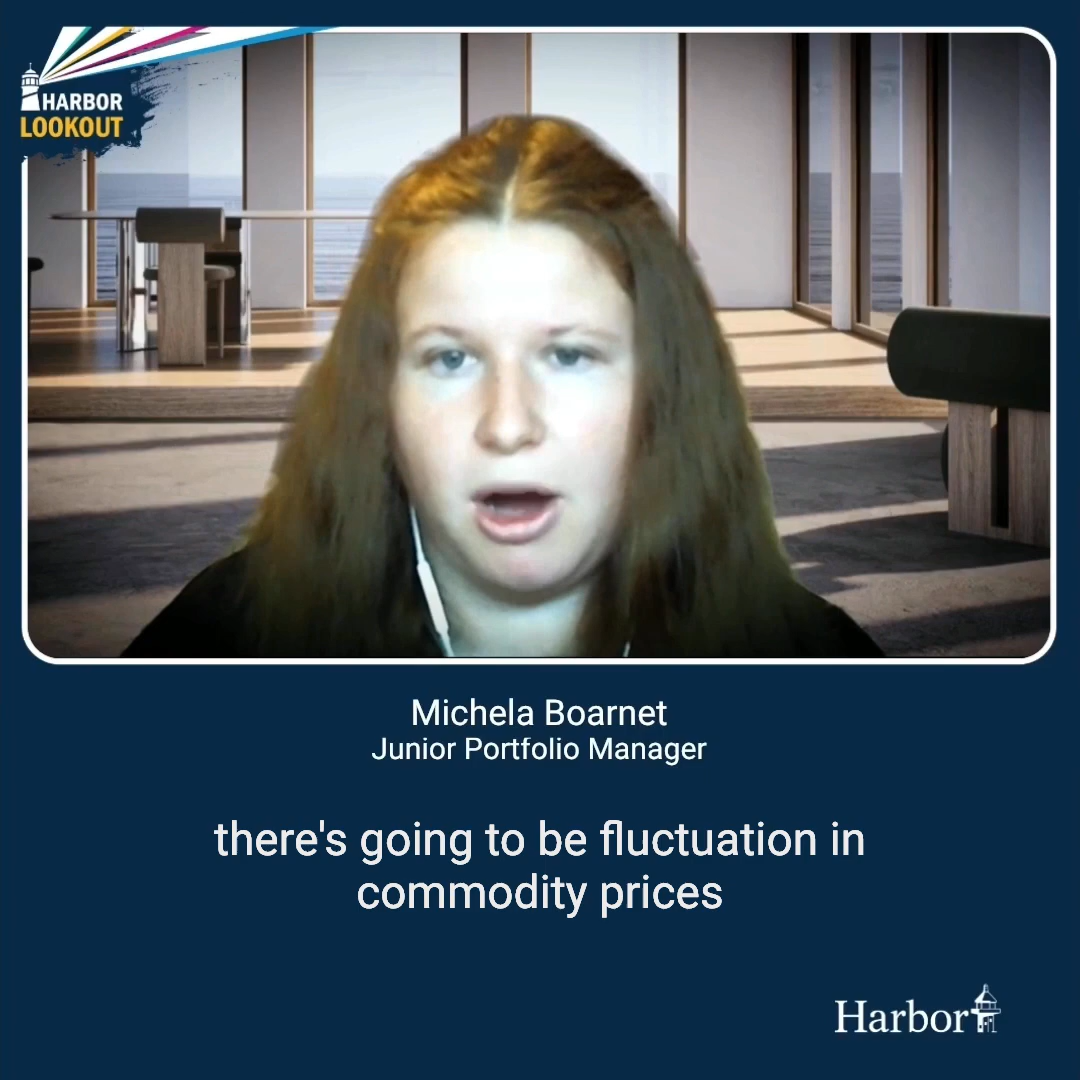 HARBOR
LOOKOUT
Michela Boarnet
Junior Portfolio Manager
there's going to be fluctuation in
commodity prices
Harbor